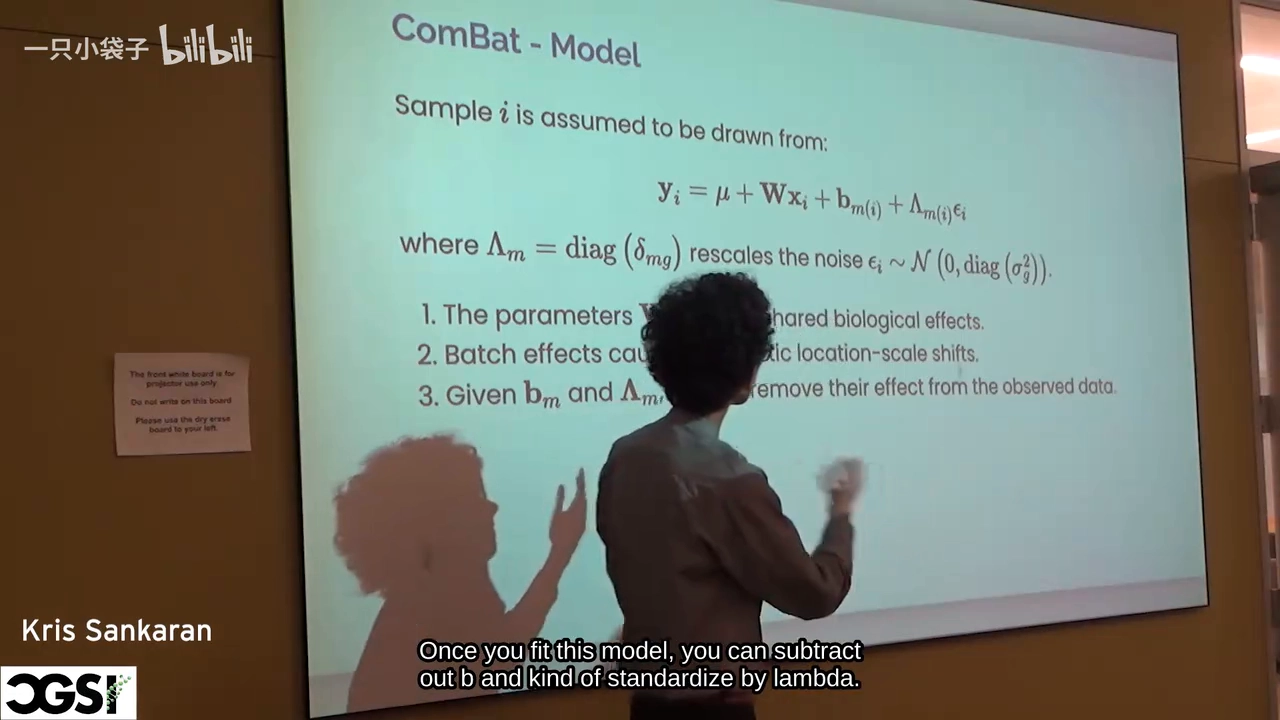 一只小袋子 bilibili
ComBat - Model
Sample i is assumed to be drawn from:
y_i = μ + Wx_i + b_{m(i)} + Λ_{m(i)}ϵ_i
where Λ_m = diag (δ_{mg}) rescales the noise ϵ_i ∼ N (0, diag (σ_g^2)).
1. The parameters hared biological effects.
2. Batch effects cau tic location-scale shifts.
3. Given b_m and Λ_m, remove their effect from the observed data.
The front white board is for
projector use only.
Do not write on this board
Please use the dry erase
board to your left.
Kris Sankaran
CGSI
Once you fit this model, you can subtract
out b and kind of standardize by lambda.